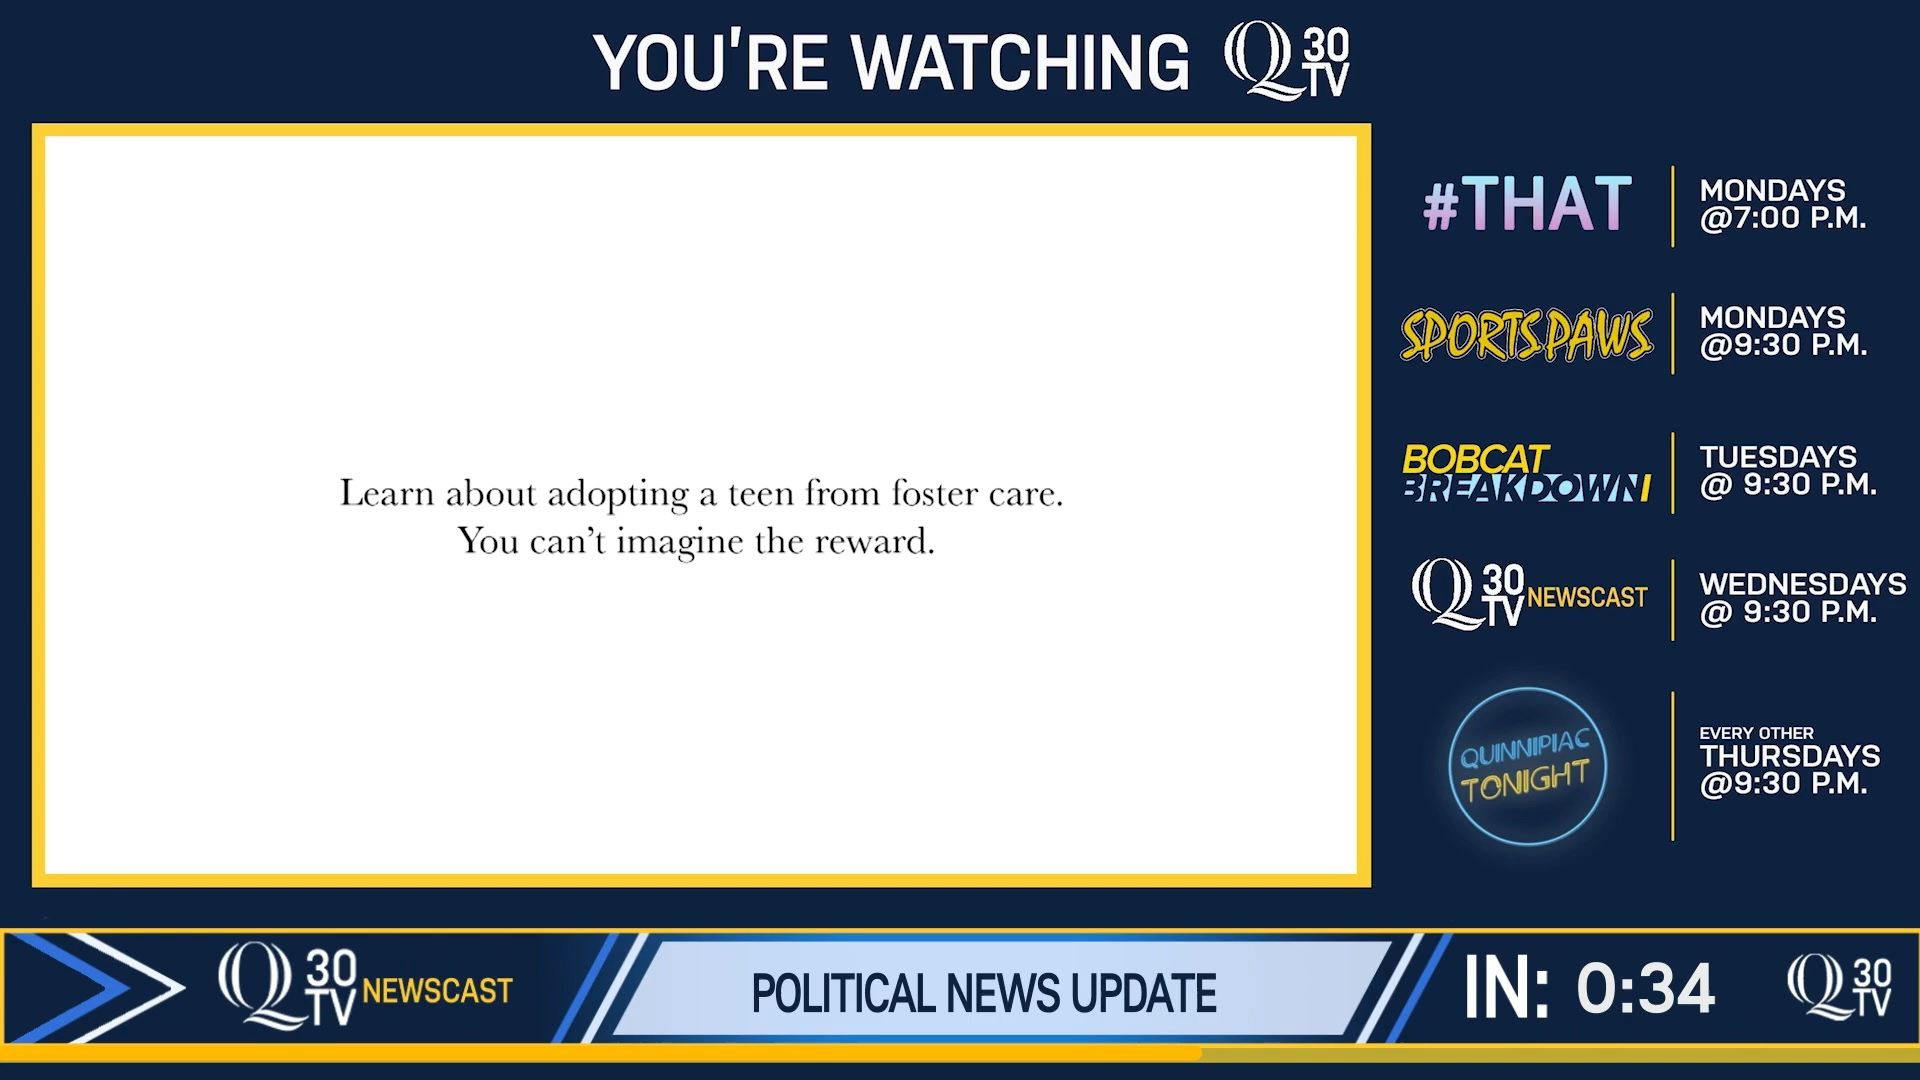 YOU'RE WATCHING Q 30 TV
Learn about adopting a teen from foster care.
You can't imagine the reward.
#THAT
MONDAYS
@7:00 P.M.
SPORTS PAWS
MONDAYS
@9:30 P.M.
BOBCAT
BREAKDOWN
TUESDAYS
@ 9:30 P.M.
Q 30 TV NEWSCAST
WEDNESDAYS
@ 9:30 P.M.
QUINNIPIAC
TONIGHT
EVERY OTHER
THURSDAYS
@9:30 P.M.
Q 30 TV NEWSCAST
POLITICAL NEWS UPDATE
IN: 0:34
Q 30 TV